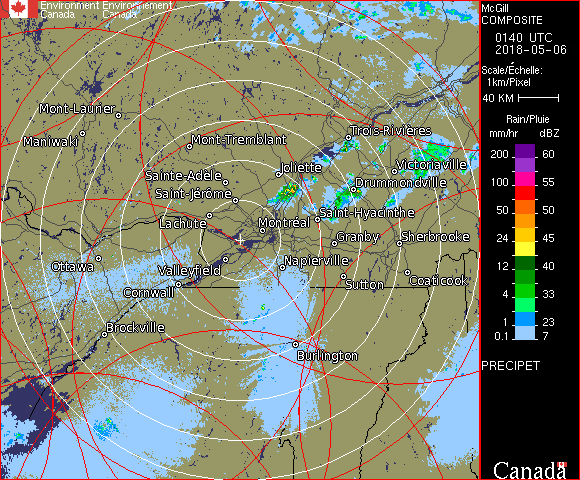 Environment Environnement
Canada Canada
McGill
COMPOSITE
0140 UTC
2018-05-06
Scale/Échelle:
1km/Pixel
40 KM
Rain/Pluie
mm/hr dBZ
200 60
100 55
50 50
24 45
12 40
4 33
1 23
0.1 7
PRECIPET
Canada
Mont-Laurier
Maniwaki
Mont-Tremblant
Trois-Rivières
Joliette
Victoriaville
Sainte-Adèle
Drummondville
Saint-Jérôme
Saint-Hyacinthe
Lachute
Montréal
Granby
Sherbrooke
Ottawa
Valleyfield
Napierville
Cornwall
Sutton
Coaticook
Brockville
Burlington